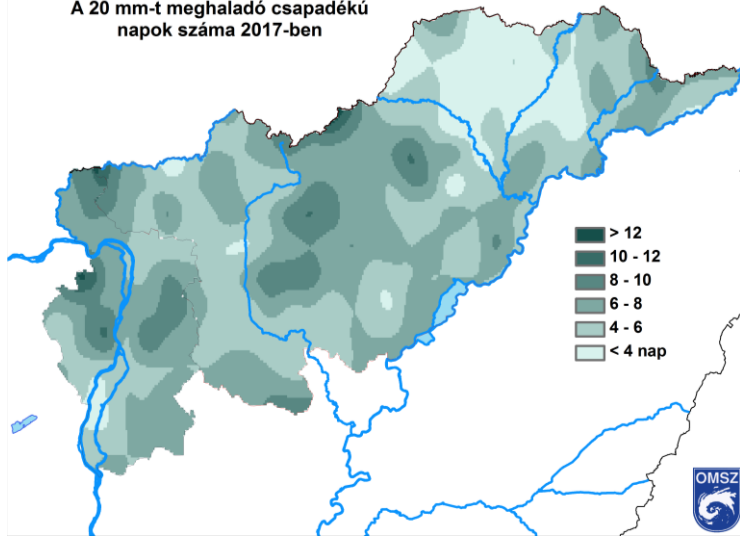 A 20 mm-t meghaladó csapadékú
napok száma 2017-ben
> 12
10 - 12
8 - 10
6 - 8
4 - 6
< 4 nap
OMSZ